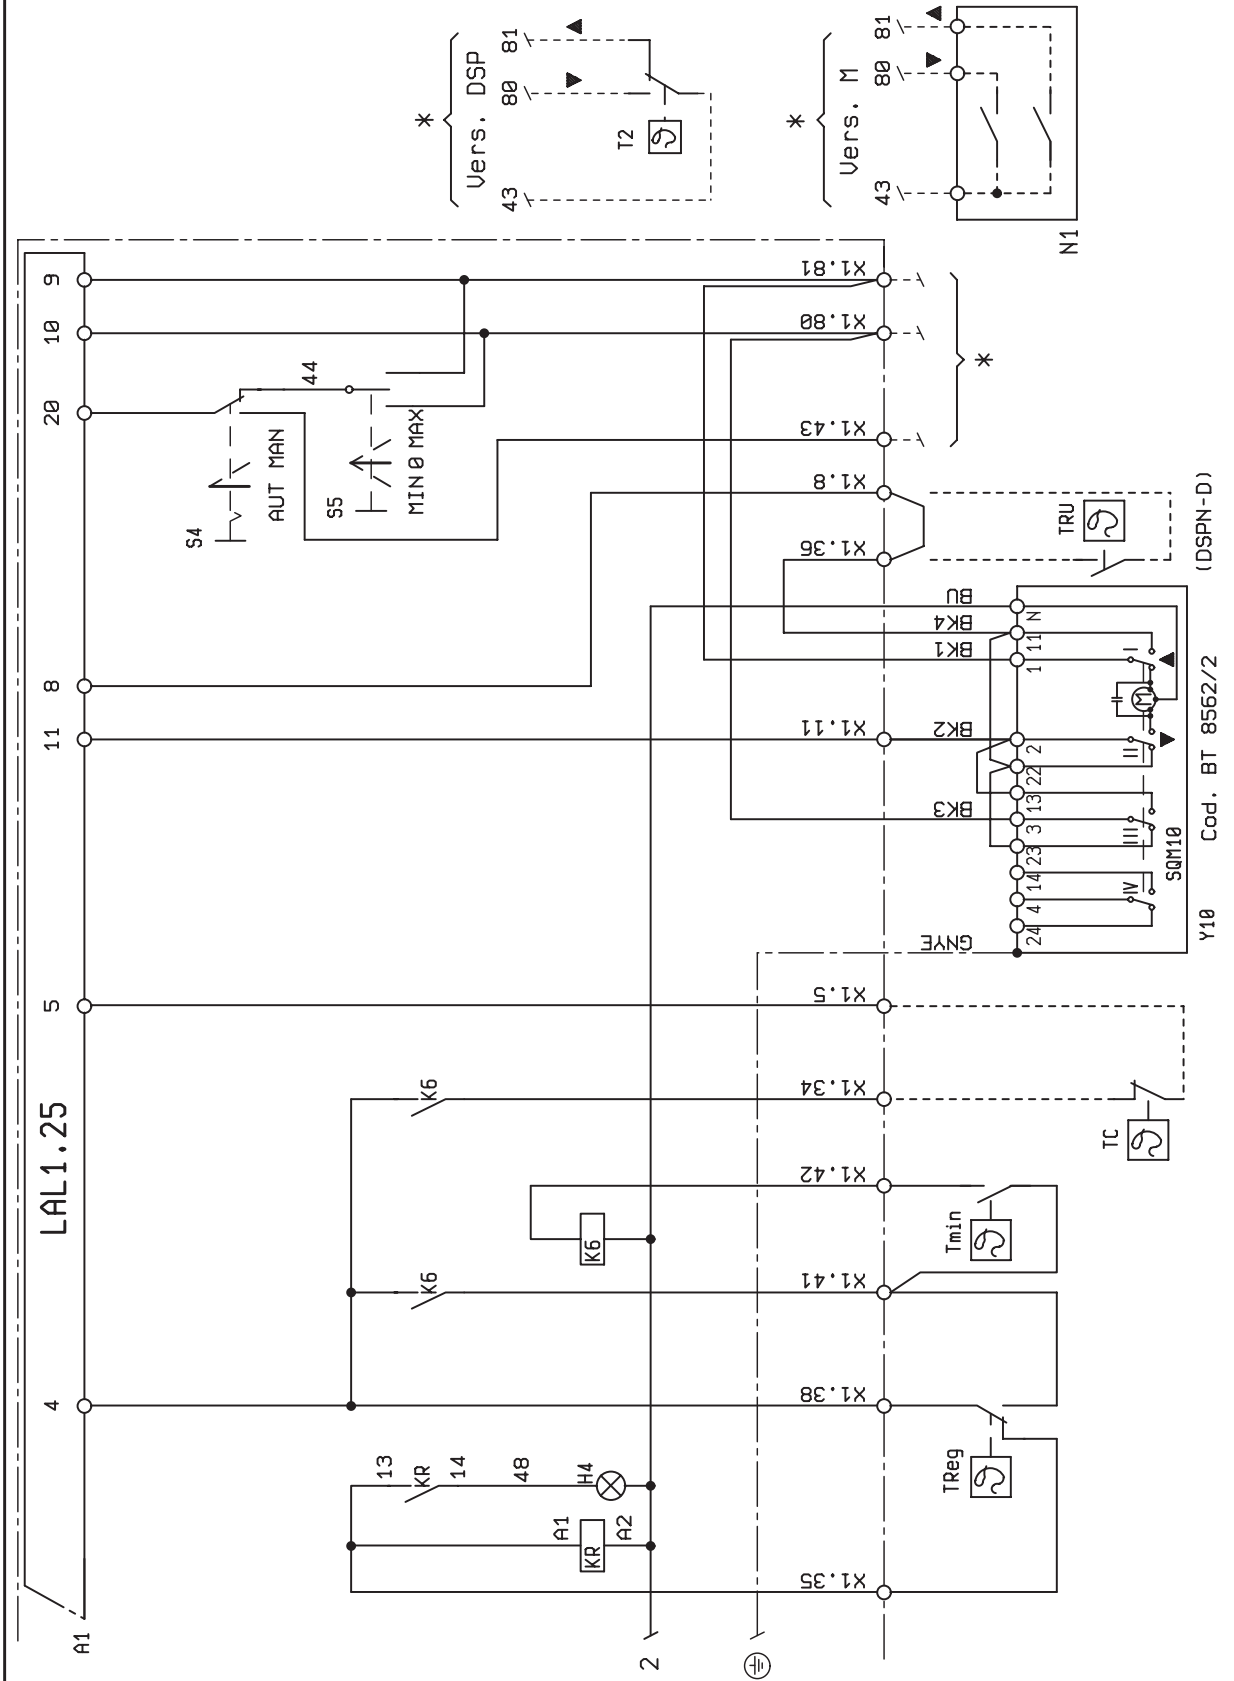 LAL1.25
A1
4
5
11
8
20
10
9
S4
AUT MAN
44
S5
MIN 0 MAX
13
KR
14
48
H4
A1
KR
A2
K6
K6
K6
2
X1.35
X1.38
X1.41
X1.42
X1.34
X1.5
GNYE
BK3
X1.11
BK2
BK1
BK4
BU
X1.36
X1.8
X1.43
X1.80
X1.81
TReg
Tmin
TC
24
4
14
23
3
13
22
2
1
11
N
IV
III
II
I
M
SQM10
Y10
Cod. BT 8562/2
TRU
(DSPN-D)
*
*
Vers. DSP
43
80
81
T2
*
Vers. M
43
80
81
N1